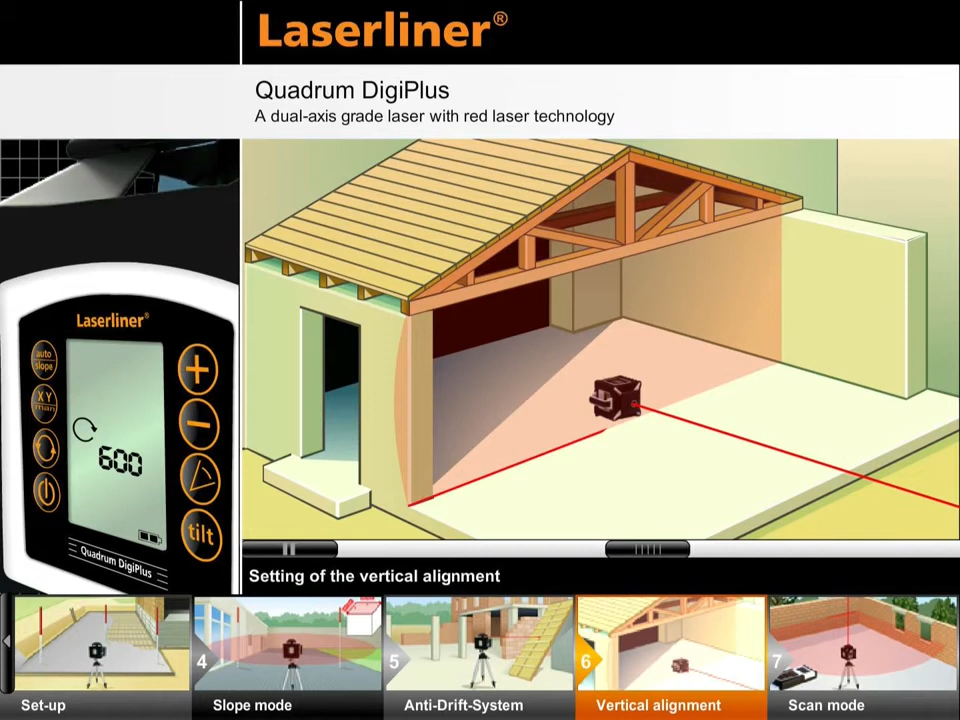 Laserliner®
Quadrum DigiPlus
A dual-axis grade laser with red laser technology
Laserliner®
auto
slope
+
X Y
man
−
600
tilt
Quadrum DigiPlus
Setting of the vertical alignment
4
5
6
7
Set-up
Slope mode
Anti-Drift-System
Vertical alignment
Scan mode